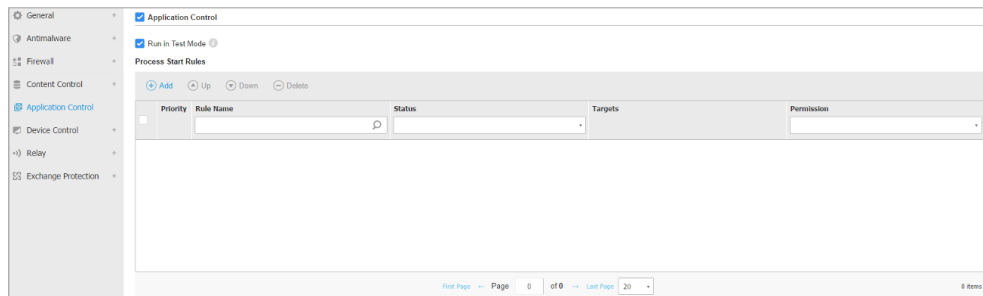 General
Antimalware
Firewall
Content Control
Application Control
Device Control
Relay
Exchange Protection
Application Control
Run in Test Mode
Process Start Rules
Add Up Down Delete
Priority Rule Name Status Targets Permission
First Page ← Page 0 of 0 → Last Page 20 0 items